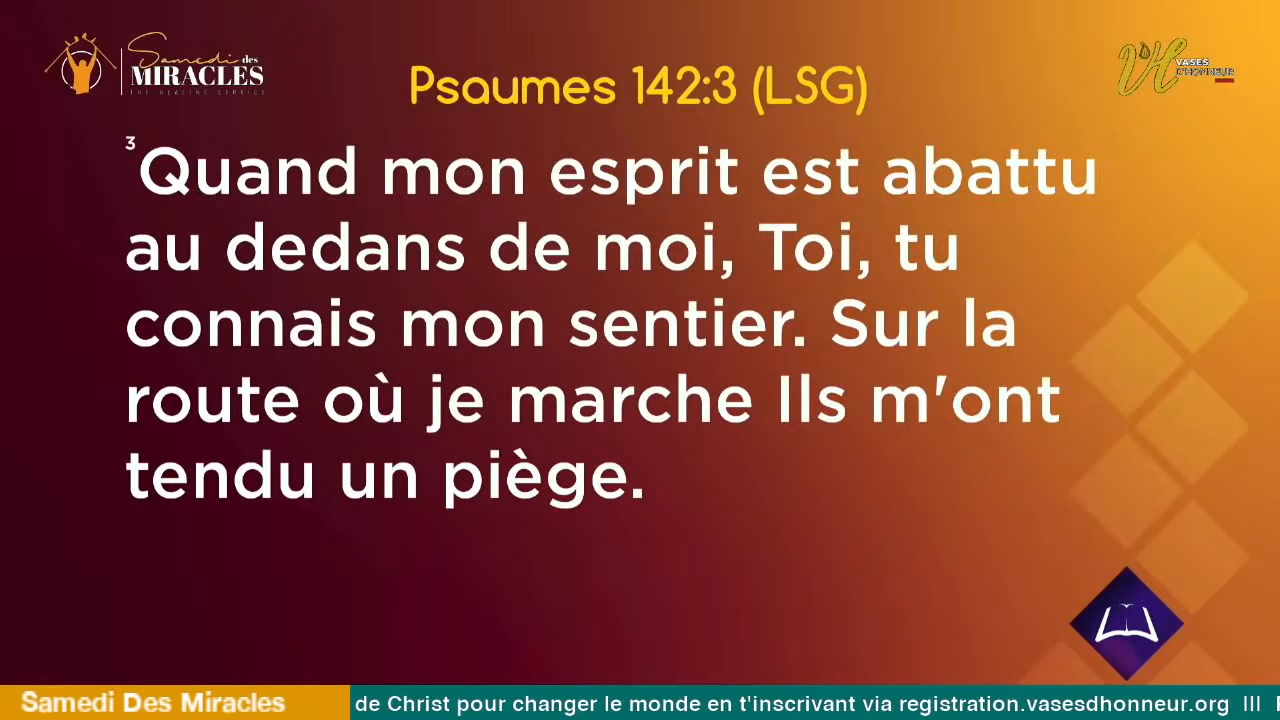 Samedi des
MIRACLES
THE HEALING SERVICE
Psaumes 142:3 (LSG)
VASES
D'HONNEUR
3 Quand mon esprit est abattu
au dedans de moi, Toi, tu
connais mon sentier. Sur la
route où je marche Ils m'ont
tendu un piège.
Samedi Des Miracles
de Christ pour changer le monde en t'inscrivant via registration.vasesdhonneur.org III